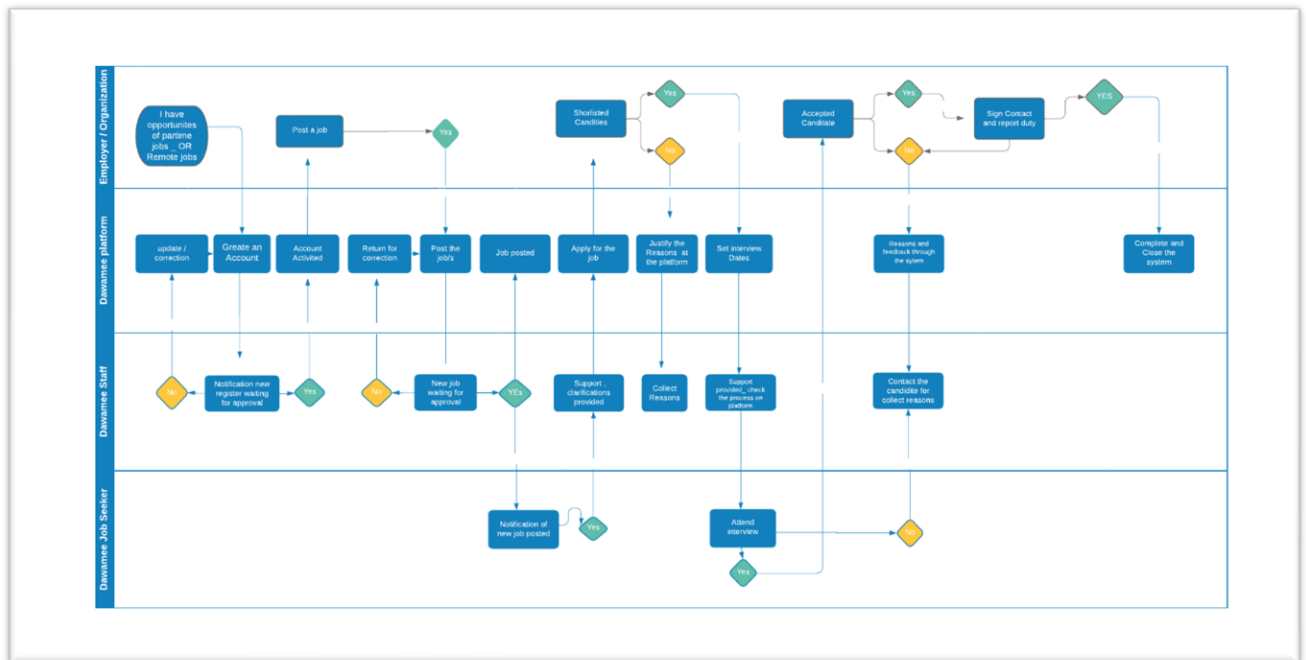 Employer / Organization
I have
opportunites
of partime
jobs _ OR
Remote jobs
Post a job
Yes
Shorlisted
Candities
Yes
No
Accepted
Canditate
Yes
No
Sign Contact
and report duty
YES
Dawamee platform
update /
correction
Greate an
Account
Account
Activited
Return for
correction
Post the
job/s
Job posted
Apply for the
job
Justify the
Reasons at
the platform
Set interview
Dates
Reasons and
feedback through
the sytem
Complete and
Close the
system
Dawamee Staff
No
Notification new
register waiting
for approval
Yes
No
New job
waiting for
approval
YEs
Support ,
clarifications
provided
Collect
Reasons
Support
provided_ check
the process on
platform
Contact the
candidite for
collect reasons
Dawamee Job Seeker
Notification of
new job posted
Yes
Attend
interview
Yes
No